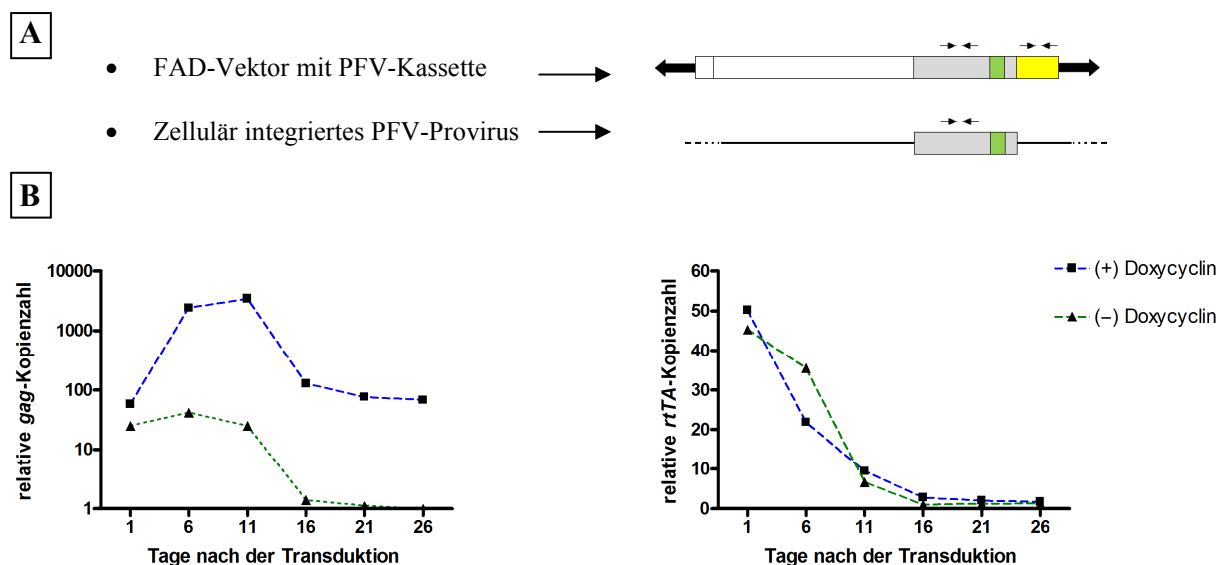 A
• FAD-Vektor mit PFV-Kassette
• Zellulär integriertes PFV-Provirus
B
relative gag-Kopienzahl
10000
1000
100
10
1
1 6 11 16 21 26
Tage nach der Transduktion
relative rtTA-Kopienzahl
60
50
40
30
20
10
0
1 6 11 16 21 26
Tage nach der Transduktion
(+) Doxycyclin
(−) Doxycyclin